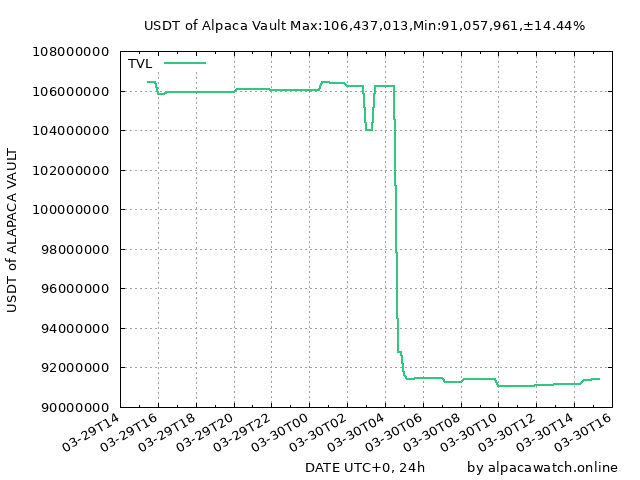 USDT of Alpaca Vault Max:106,437,013,Min:91,057,961,±14.44%
TVL
108000000
106000000
104000000
102000000
100000000
98000000
96000000
94000000
92000000
90000000
USDT of ALAPACA VAULT
03-29T14
03-29T16
03-29T18
03-29T20
03-29T22
03-30T00
03-30T02
03-30T04
03-30T06
03-30T08
03-30T10
03-30T12
03-30T14
03-30T16
DATE UTC+0, 24h by alpacawatch.online